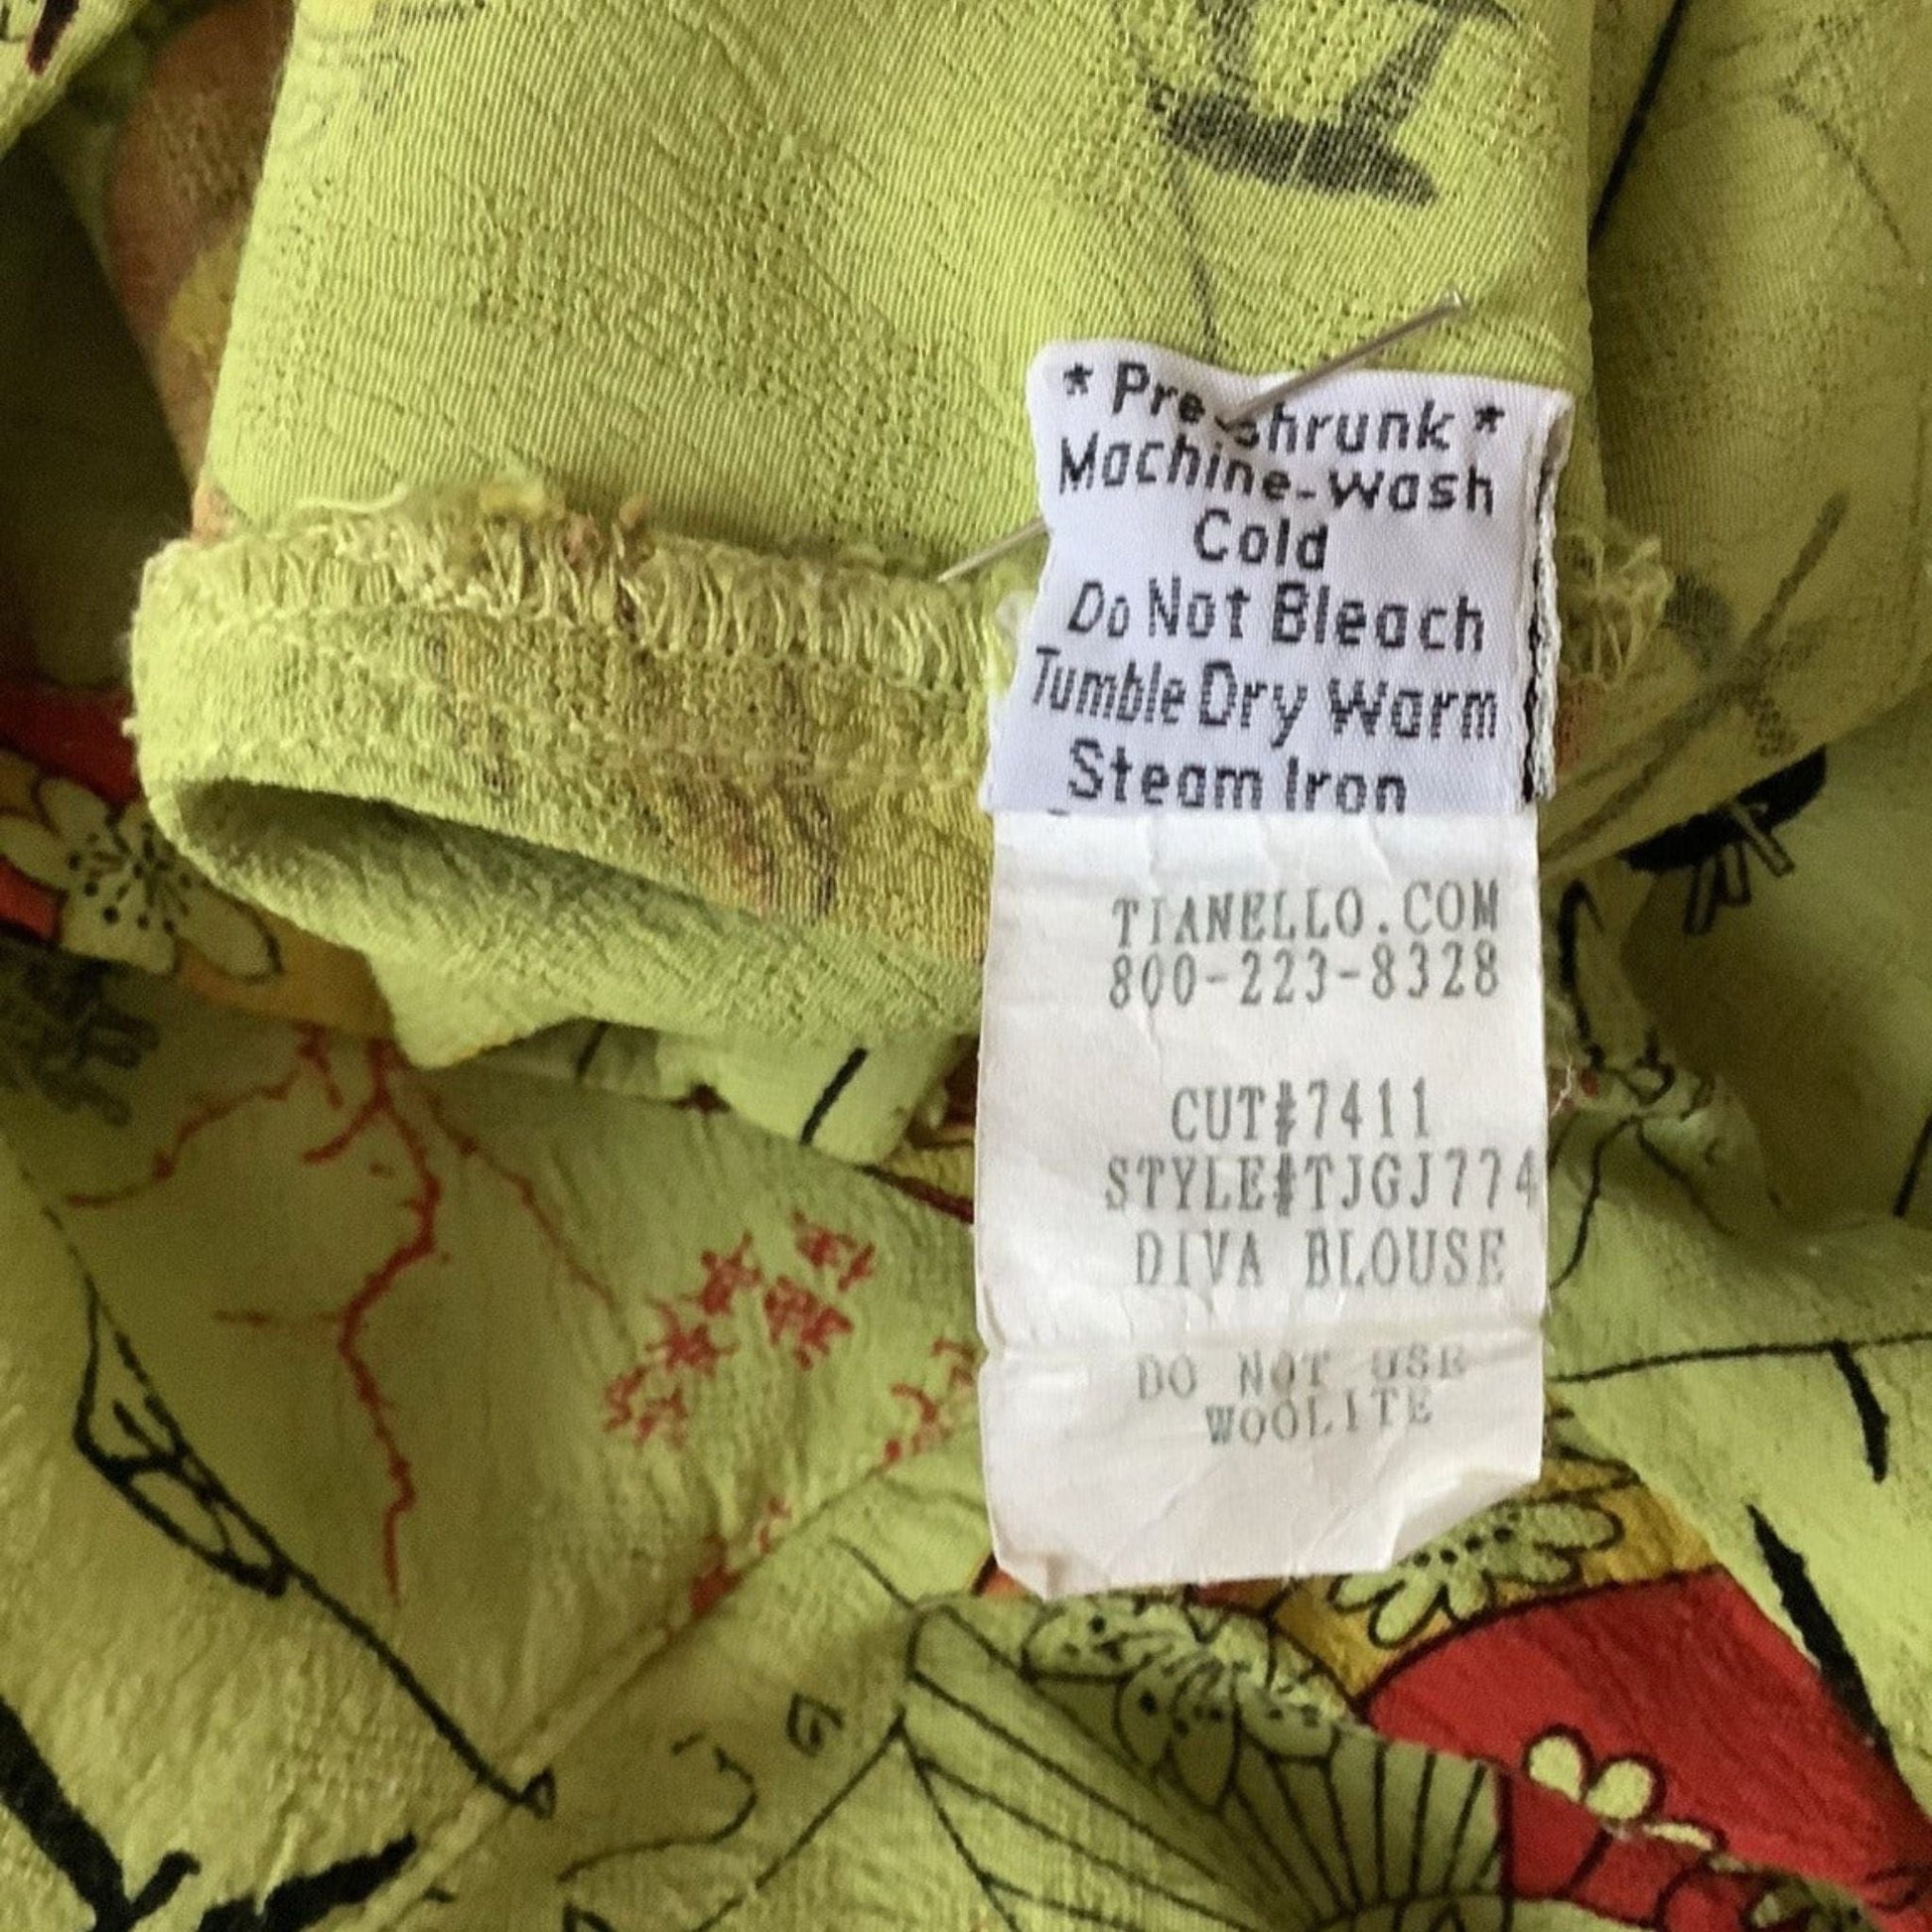 * Pre-shrunk *
Machine-Wash
Cold
Do Not Bleach
Tumble Dry Warm
Steam Iron
TIANELLO.COM
800-223-8328
CUT#7411
STYLE#TJGJ774
DIVA BLOUSE
DO NOT USE
WOOLITE